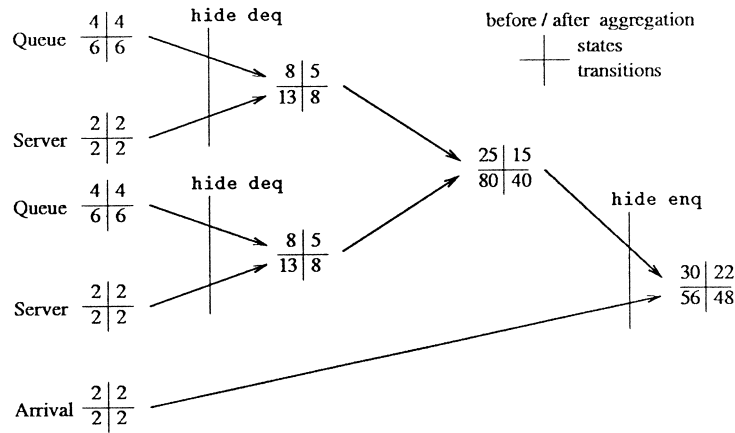 before / after aggregation
states
transitions
hide deq
Queue 4 4
6 6
8 5
13 8
Server 2 2
2 2
25 15
80 40
hide deq
Queue 4 4
6 6
hide enq
8 5
13 8
30 22
56 48
Server 2 2
2 2
Arrival 2 2
2 2